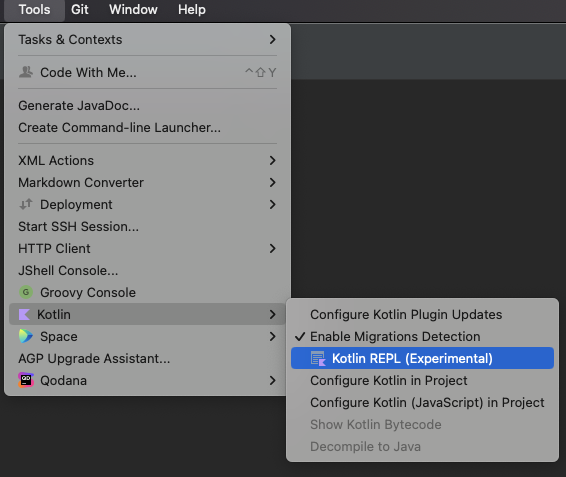 Tools Git Window Help
Tasks & Contexts
Code With Me... ^⇧Y
Generate JavaDoc...
Create Command-line Launcher...
XML Actions
Markdown Converter
Deployment
Start SSH Session...
HTTP Client
JShell Console...
G Groovy Console
Kotlin
Space
AGP Upgrade Assistant...
QD Qodana
Configure Kotlin Plugin Updates
✓ Enable Migrations Detection
Kotlin REPL (Experimental)
Configure Kotlin in Project
Configure Kotlin (JavaScript) in Project
Show Kotlin Bytecode
Decompile to Java